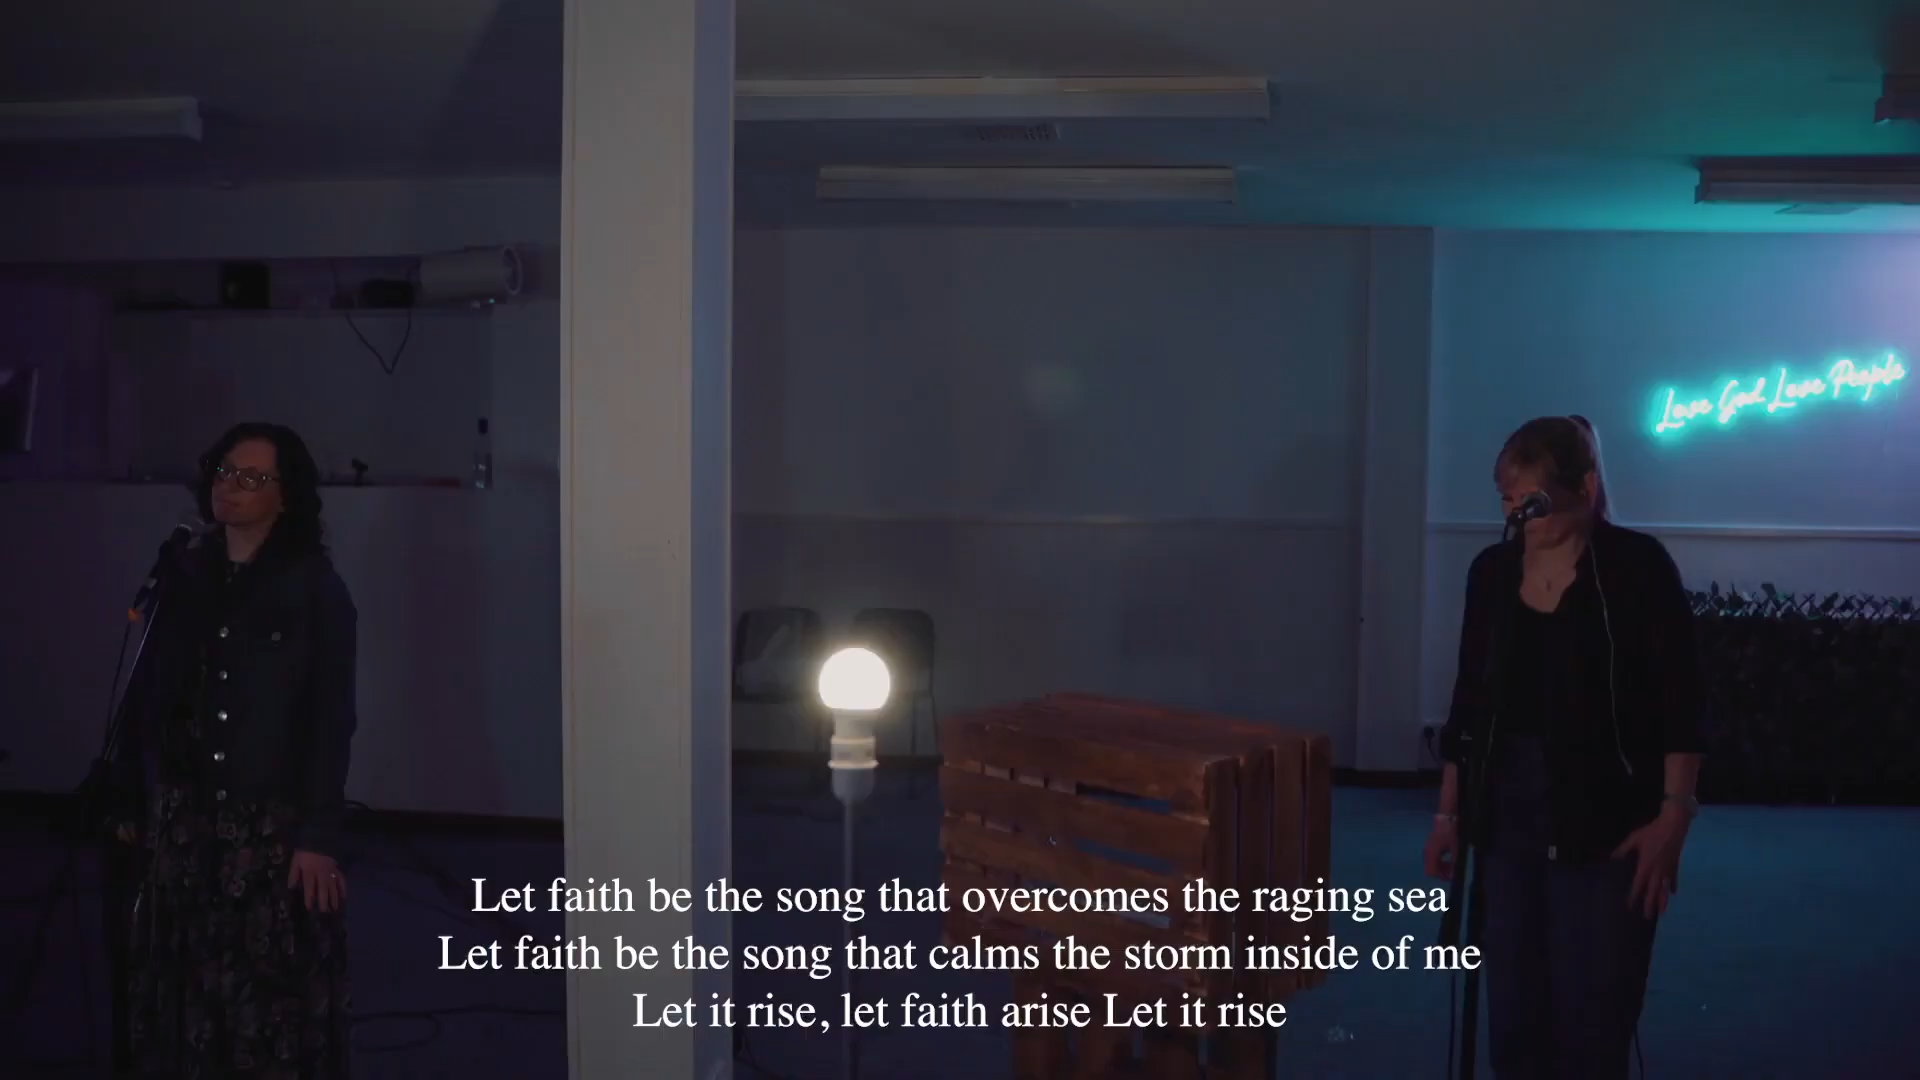 Love God Love People
Let faith be the song that overcomes the raging sea
Let faith be the song that calms the storm inside of me
Let it rise, let faith arise Let it rise